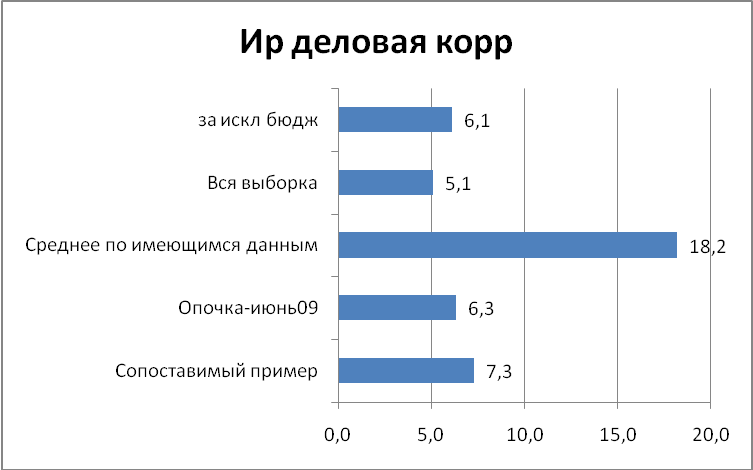 Ир деловая корр
за искл бюдж
6,1
Вся выборка
5,1
Среднее по имеющимся данным
18,2
Опочка-июнь09
6,3
Сопоставимый пример
7,3
0,0 5,0 10,0 15,0 20,0